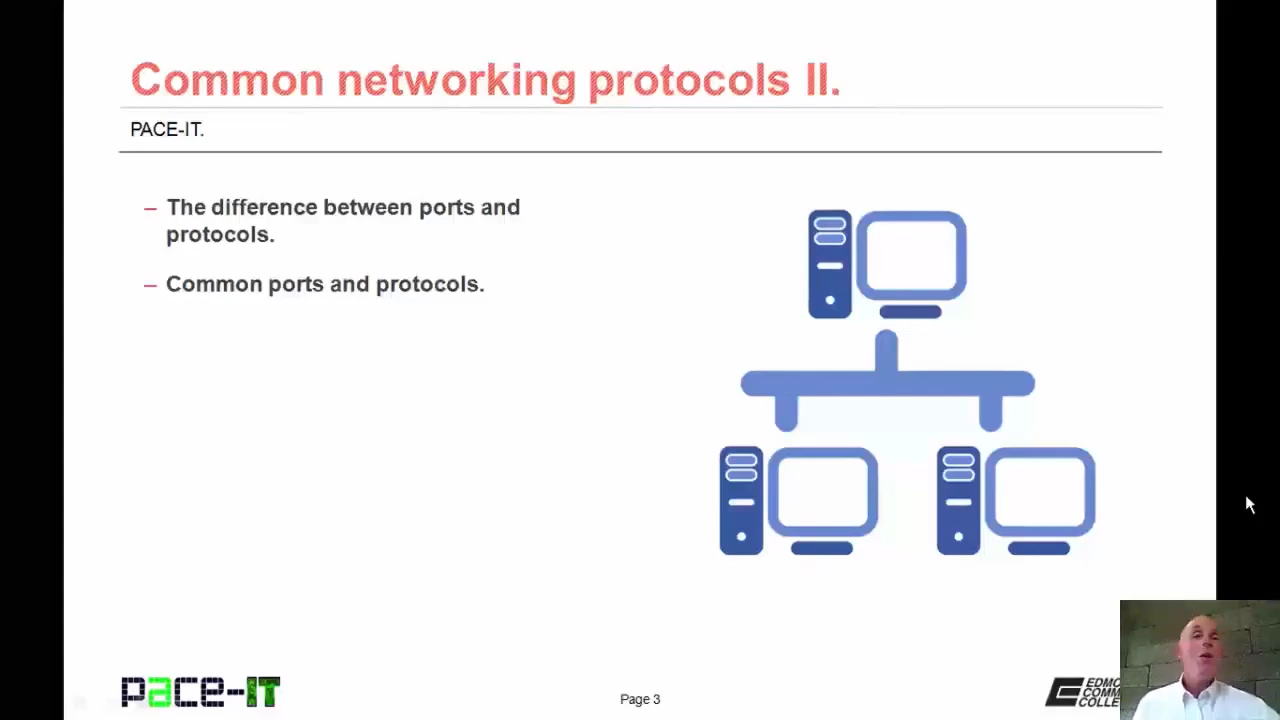 Common networking protocols II.
PACE-IT.
– The difference between ports and
protocols.
– Common ports and protocols.
pace-IT
Page 3